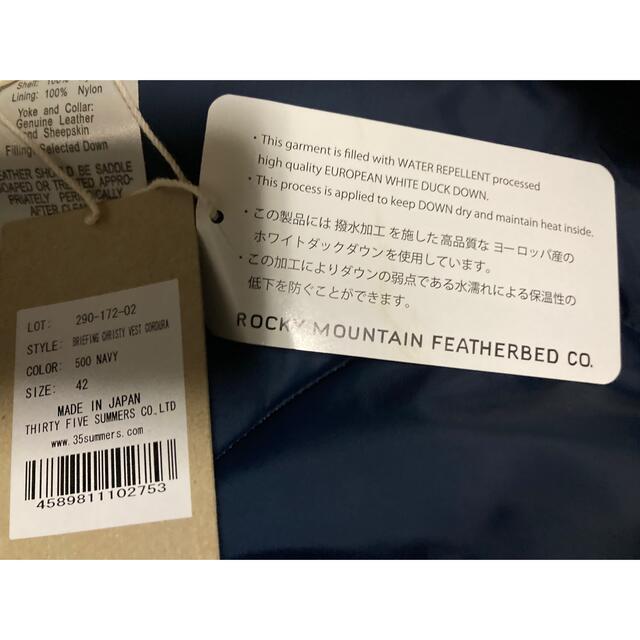 Shell: 100% Nylon
Lining: 100% Nylon
Yoke and Collar:
Genuine Leather
and Sheepskin
Filling: Selected Down
LEATHER SHOULD BE SADDLE
SOAPED OR TREATED APPRO-
PRIATELY PERIODICALLY
AFTER
・This garment is filled with WATER REPELLENT processed
high quality EUROPEAN WHITE DUCK DOWN.
・This process is applied to keep DOWN dry and maintain heat inside.
・この製品には 撥水加工 を施した高品質な ヨーロッパ産の
ホワイトダックダウンを使用しています。
・この加工によりダウンの弱点である水濡れによる保温性の
低下を防ぐことができます。
ROCKY MOUNTAIN FEATHERBED CO.
LOT: 290-172-02
STYLE: BRIEFING CHRISTY VEST CORDURA
COLOR: 500 NAVY
SIZE: 42
MADE IN JAPAN
THIRTY FIVE SUMMERS CO.,LTD
www.35summers.com
4589811102753